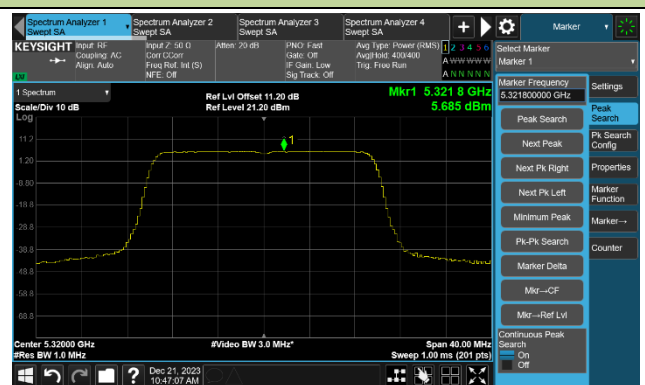 Spectrum Analyzer 1
Swept SA
Spectrum Analyzer 2
Swept SA
Spectrum Analyzer 3
Swept SA
Spectrum Analyzer 4
Swept SA
Marker
KEYSIGHT
Input: RF
Coupling: AC
Align: Auto
Input Z: 50 Ω
Corr CCorr
Freq Ref: Int (S)
NFE: Off
Atten: 20 dB
PNO: Fast
Gate: Off
IF Gain: Low
Sig Track: Off
Avg Type: Power (RMS)
Avg|Hold: 400/400
Trig: Free Run
1 2 3 4 5 6
A W W W W W
A N N N N N
Select Marker
Marker 1
1 Spectrum
Scale/Div 10 dB
Log
Ref Lvl Offset 11.20 dB
Ref Level 21.20 dBm
Mkr1 5.321 8 GHz
5.685 dBm
11.2
1.20
-8.80
-18.8
-28.8
-38.8
-48.8
-58.8
-68.8
1
Center 5.32000 GHz
#Res BW 1.0 MHz
#Video BW 3.0 MHz*
Span 40.00 MHz
Sweep 1.00 ms (201 pts)
Marker Frequency
5.321800000 GHz
Peak Search
Next Peak
Next Pk Right
Next Pk Left
Minimum Peak
Pk-Pk Search
Marker Delta
Mkr→CF
Mkr→Ref Lvl
Continuous Peak
Search
On
Off
Settings
Peak
Search
Pk Search
Config
Properties
Marker
Function
Marker→
Counter
?
Dec 21, 2023
10:47:07 AM